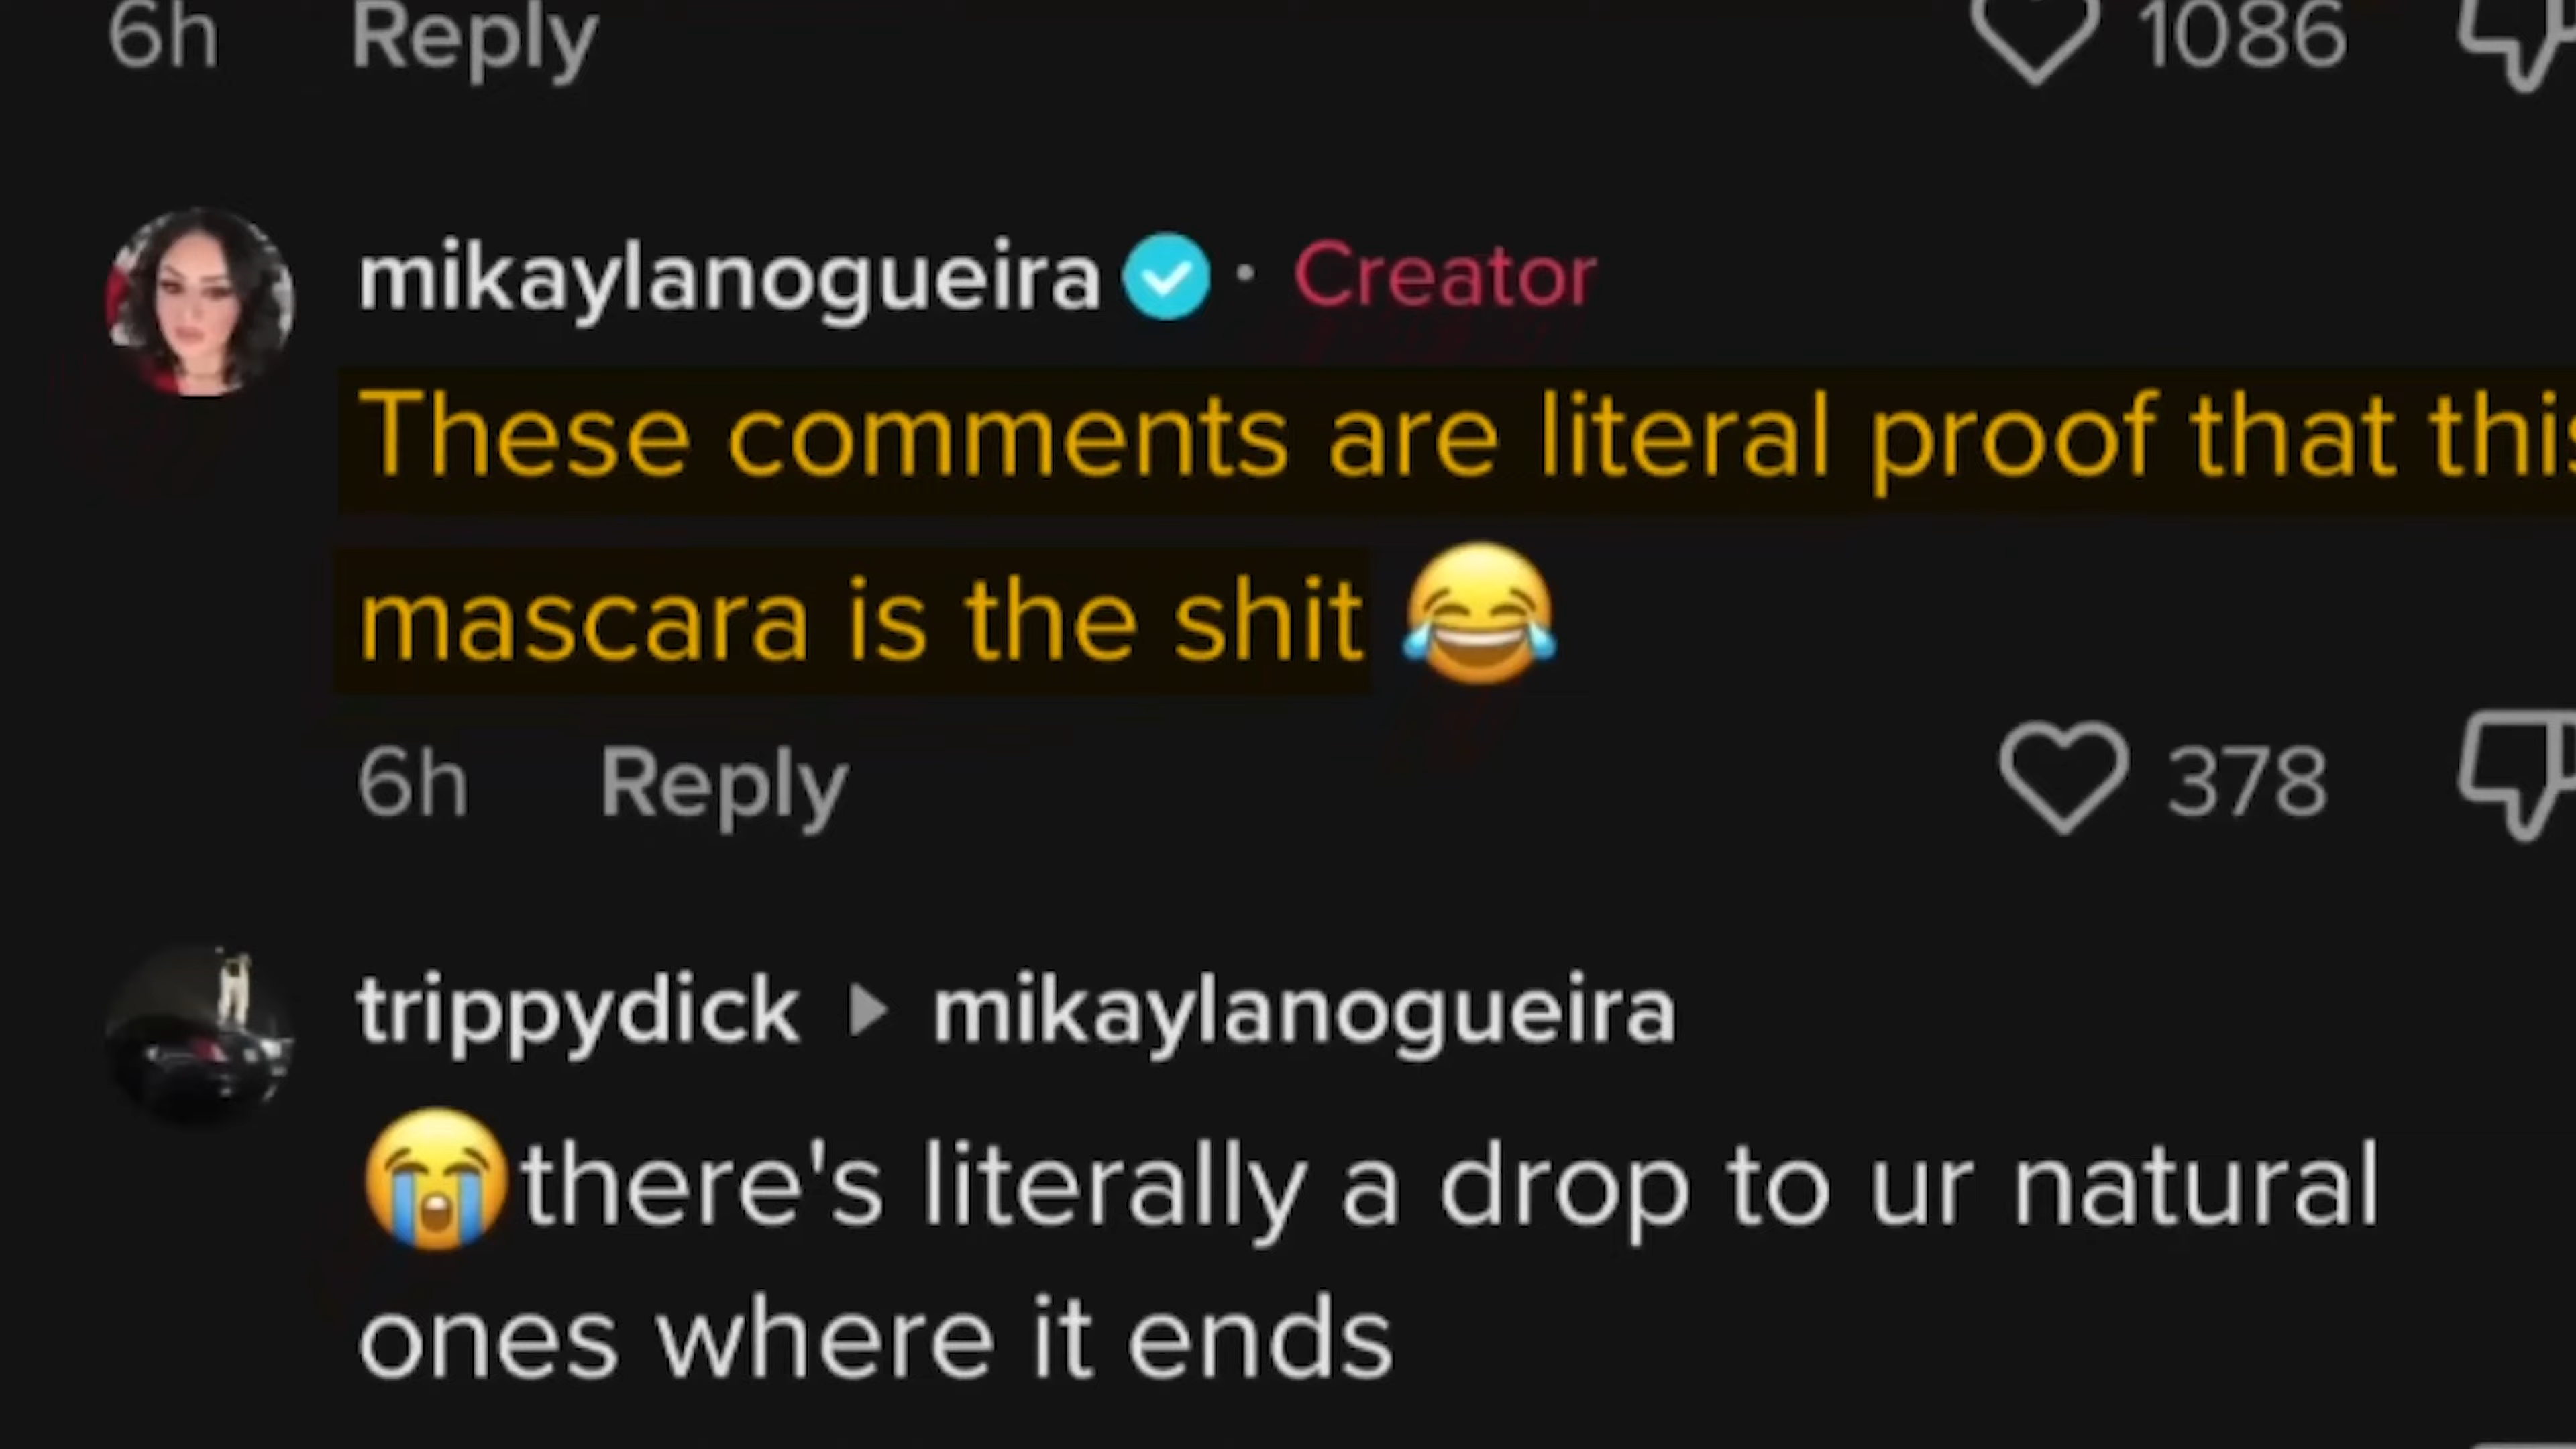 6h Reply 1086
mikaylanogueira · Creator
These comments are literal proof that this
mascara is the shit 😂
6h Reply 378
trippydick ▶ mikaylanogueira
😭there's literally a drop to ur natural
ones where it ends